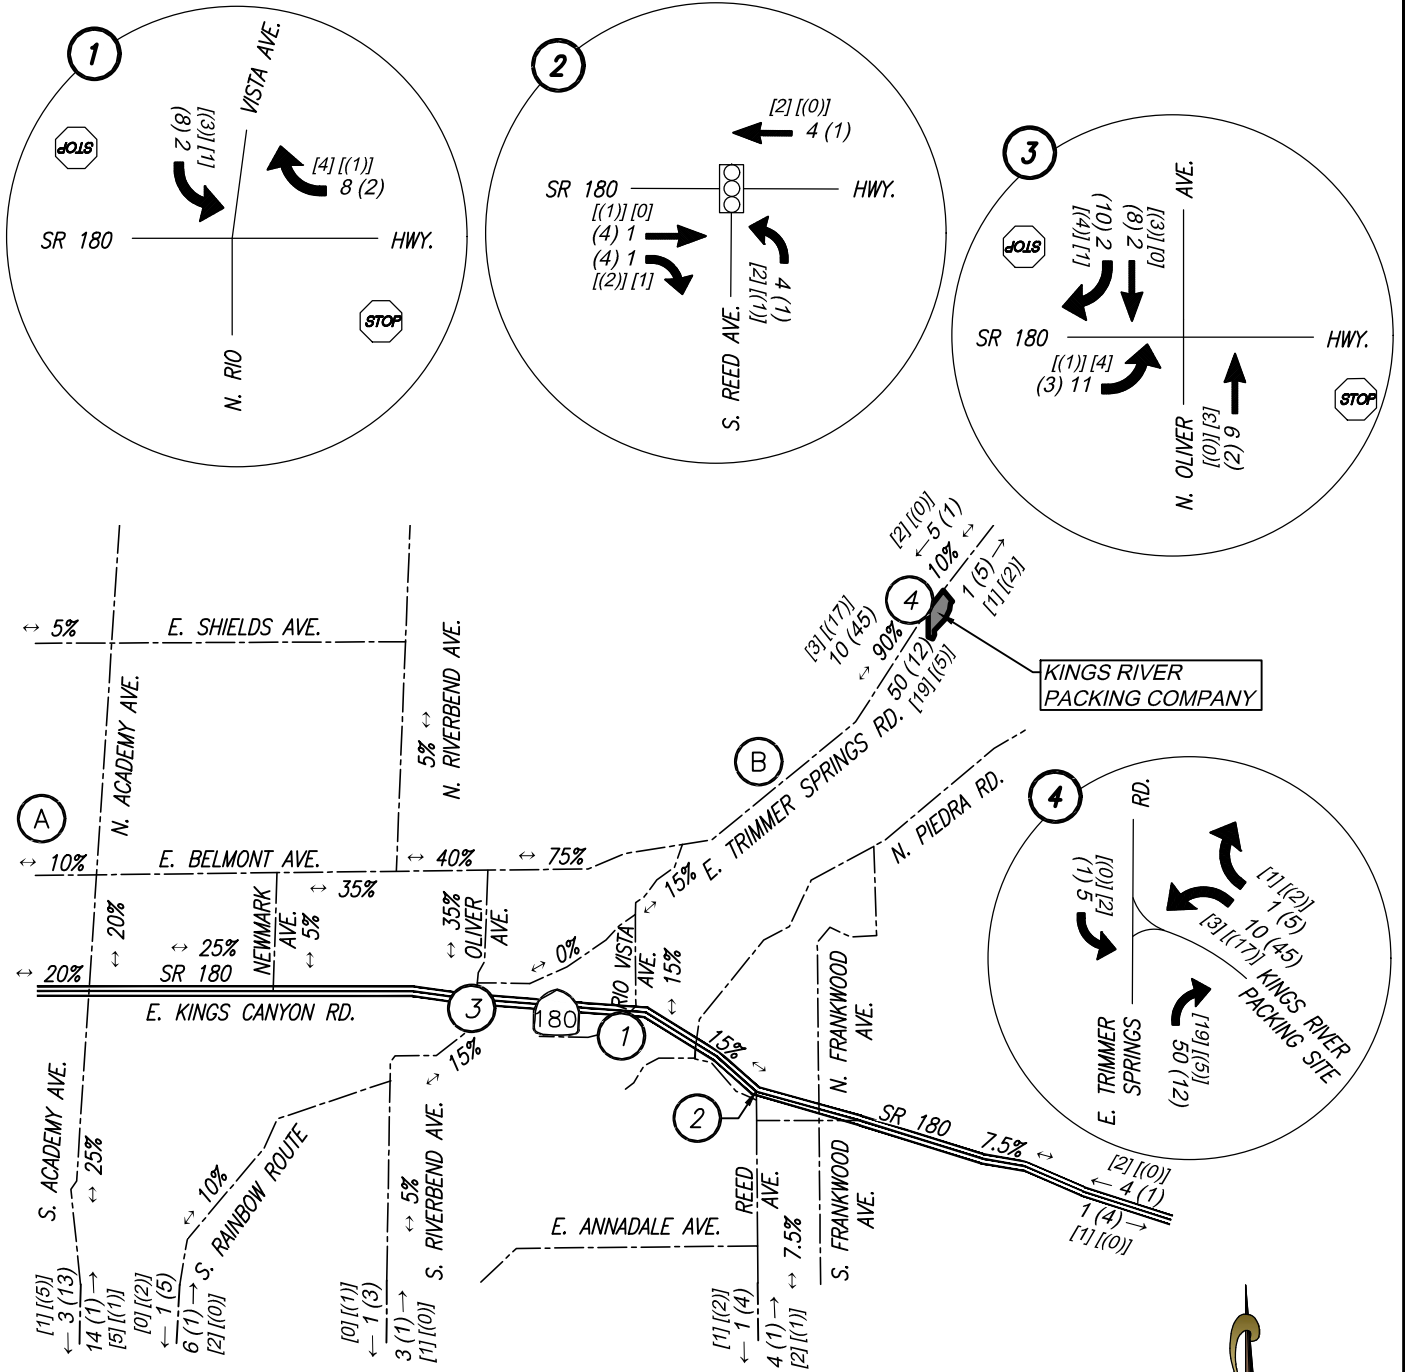 1
VISTA AVE.
STOP
[(3)] [1]
(8) 2
[4] [(1)]
8 (2)
SR 180
HWY.
STOP
N. RIO
2
[2] [(0)]
4 (1)
SR 180
HWY.
[(1)] [0]
(4) 1
(4) 1
[(2)] [1]
4 (1)
[2] [(1)]
S. REED AVE.
3
AVE.
STOP
[(3)] [0]
(8) 2
(10) 2
[(4)] [1]
SR 180
HWY.
[(1)] [4]
(3) 11
STOP
6 (2)
[3] [(0)]
N. OLIVER
[2] [(0)]
← 5 (1)
10% ↔
1 (5) →
[1] [(2)]
4
[3] [(17)]
10 (45)
↔ 90%
50 (12)
[19] [(5)]
KINGS RIVER
PACKING COMPANY
↔ 5%
E. SHIELDS AVE.
N. ACADEMY AVE.
5% ↔
N. RIVERBEND AVE.
B
E. TRIMMER SPRINGS RD.
N. PIEDRA RD.
A
↔ 10%
E. BELMONT AVE.
↔ 40%
↔ 75%
↔ 35%
↔ 15%
↔ 20%
↔ 25%
NEWMARK
AVE.
↔ 5%
↔ 35%
OLIVER
AVE.
↔ 0%
RIO VISTA
AVE.
↔ 15%
↔ 20%
SR 180
E. KINGS CANYON RD.
3
180
1
15% ↔
2
N. FRANKWOOD
AVE.
SR 180
7.5% ↔
[2] [(0)]
← 4 (1)
1 (4) →
[1] [(0)]
4
RD.
[(0)] [2]
(1) 5
[1] [(2)]
1 (5)
10 (45)
[3] [(17)]
KINGS RIVER
PACKING SITE
E. TRIMMER
SPRINGS
[19] [(5)]
50 (12)
S. ACADEMY AVE.
↔ 25%
↔ 10%
S. RAINBOW ROUTE
↔ 15%
↔ 5%
S. RIVERBEND AVE.
E. ANNADALE AVE.
REED
AVE.
↔ 7.5%
S. FRANKWOOD
AVE.
[1] [(5)]
← 3 (13)
14 (1) →
[5] [(1)]
[0] [(2)]
← 1 (5)
6 (1) →
[2] [(0)]
[0] [(1)]
← 1 (3)
3 (1) →
[1] [(0)]
[1] [(2)]
← 1 (4)
4 (1) →
[2] [(1)]